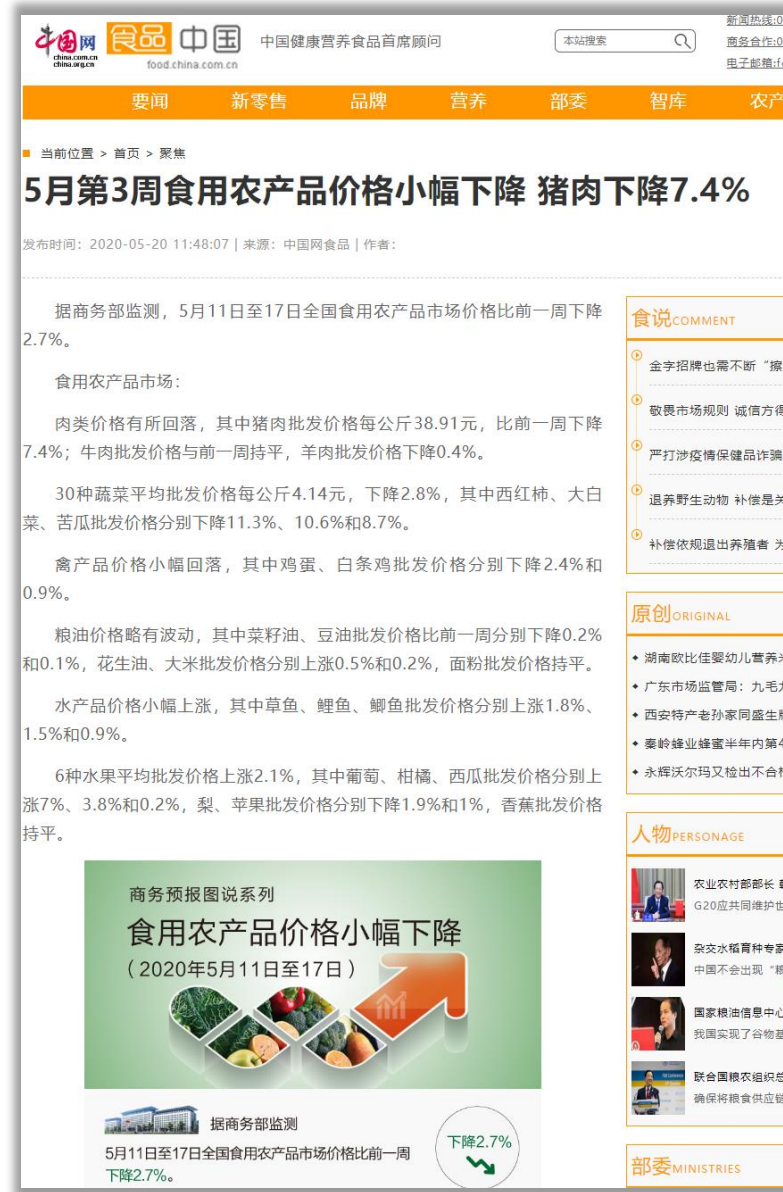 中国网
china.com.cn
china.org.cn
食品中国
food.china.com.cn
中国健康营养食品首席顾问
本站搜索
新闻热线:0
商务合作:0
电子邮箱:f
要闻 新零售 品牌 营养 部委 智库 农产
当前位置 > 首页 > 聚焦
5月第3周食用农产品价格小幅下降 猪肉下降7.4%
发布时间：2020-05-20 11:48:07 | 来源：中国网食品 | 作者：
据商务部监测，5月11日至17日全国食用农产品市场价格比前一周下降
2.7%。
食用农产品市场：
肉类价格有所回落，其中猪肉批发价格每公斤38.91元，比前一周下降
7.4%；牛肉批发价格与前一周持平，羊肉批发价格下降0.4%。
30种蔬菜平均批发价格每公斤4.14元，下降2.8%，其中西红柿、大白
菜、苦瓜批发价格分别下降11.3%、10.6%和8.7%。
禽产品价格小幅回落，其中鸡蛋、白条鸡批发价格分别下降2.4%和
0.9%。
粮油价格略有波动，其中菜籽油、豆油批发价格比前一周分别下降0.2%
和0.1%，花生油、大米批发价格分别上涨0.5%和0.2%，面粉批发价格持平。
水产品价格小幅上涨，其中草鱼、鲤鱼、鲫鱼批发价格分别上涨1.8%、
1.5%和0.9%。
6种水果平均批发价格上涨2.1%，其中葡萄、柑橘、西瓜批发价格分别上
涨7%、3.8%和0.2%，梨、苹果批发价格分别下降1.9%和1%，香蕉批发价格
持平。
商务预报图说系列
食用农产品价格小幅下降
（2020年5月11日至17日）
据商务部监测
5月11日至17日全国食用农产品市场价格比前一周
下降2.7%。
下降2.7%
食说COMMENT
金字招牌也需不断“擦
敬畏市场规则 诚信方得
严打涉疫情保健品诈骗
退养野生动物 补偿是关
补偿依规退出养殖者
原创ORIGINAL
湖南欧比佳婴幼儿营养米
广东市场监管局：九毛九
西安特产老孙家同盛生
秦岭蜂业蜂蜜半年内第4
永辉沃尔玛又检出不合格
人物PERSONAGE
农业农村部部长
G20应共同维护世
杂交水稻育种专家
中国不会出现“粮
国家粮油信息中心
我国实现了谷物基
联合国粮农组织总
确保将粮食供应链
部委MINISTRIES